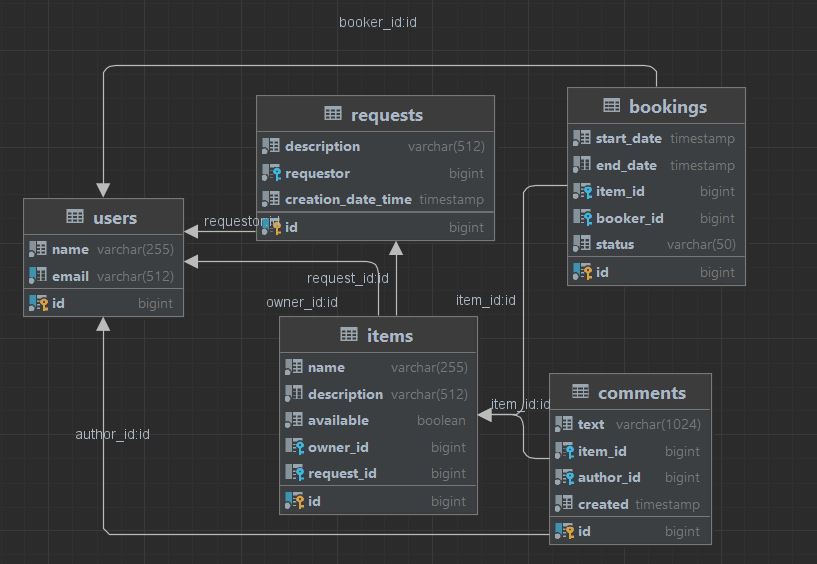 booker_id:id
requests
description varchar(512)
requestor bigint
creation_date_time timestamp
id bigint
bookings
start_date timestamp
end_date timestamp
item_id bigint
booker_id bigint
status varchar(50)
id bigint
users
name varchar(255)
email varchar(512)
id bigint
requestor:id
request_id:id
owner_id:id
item_id:id
items
name varchar(255)
description varchar(512)
available boolean
owner_id bigint
request_id bigint
id bigint
item_id:id
comments
text varchar(1024)
item_id bigint
author_id bigint
created timestamp
id bigint
author_id:id